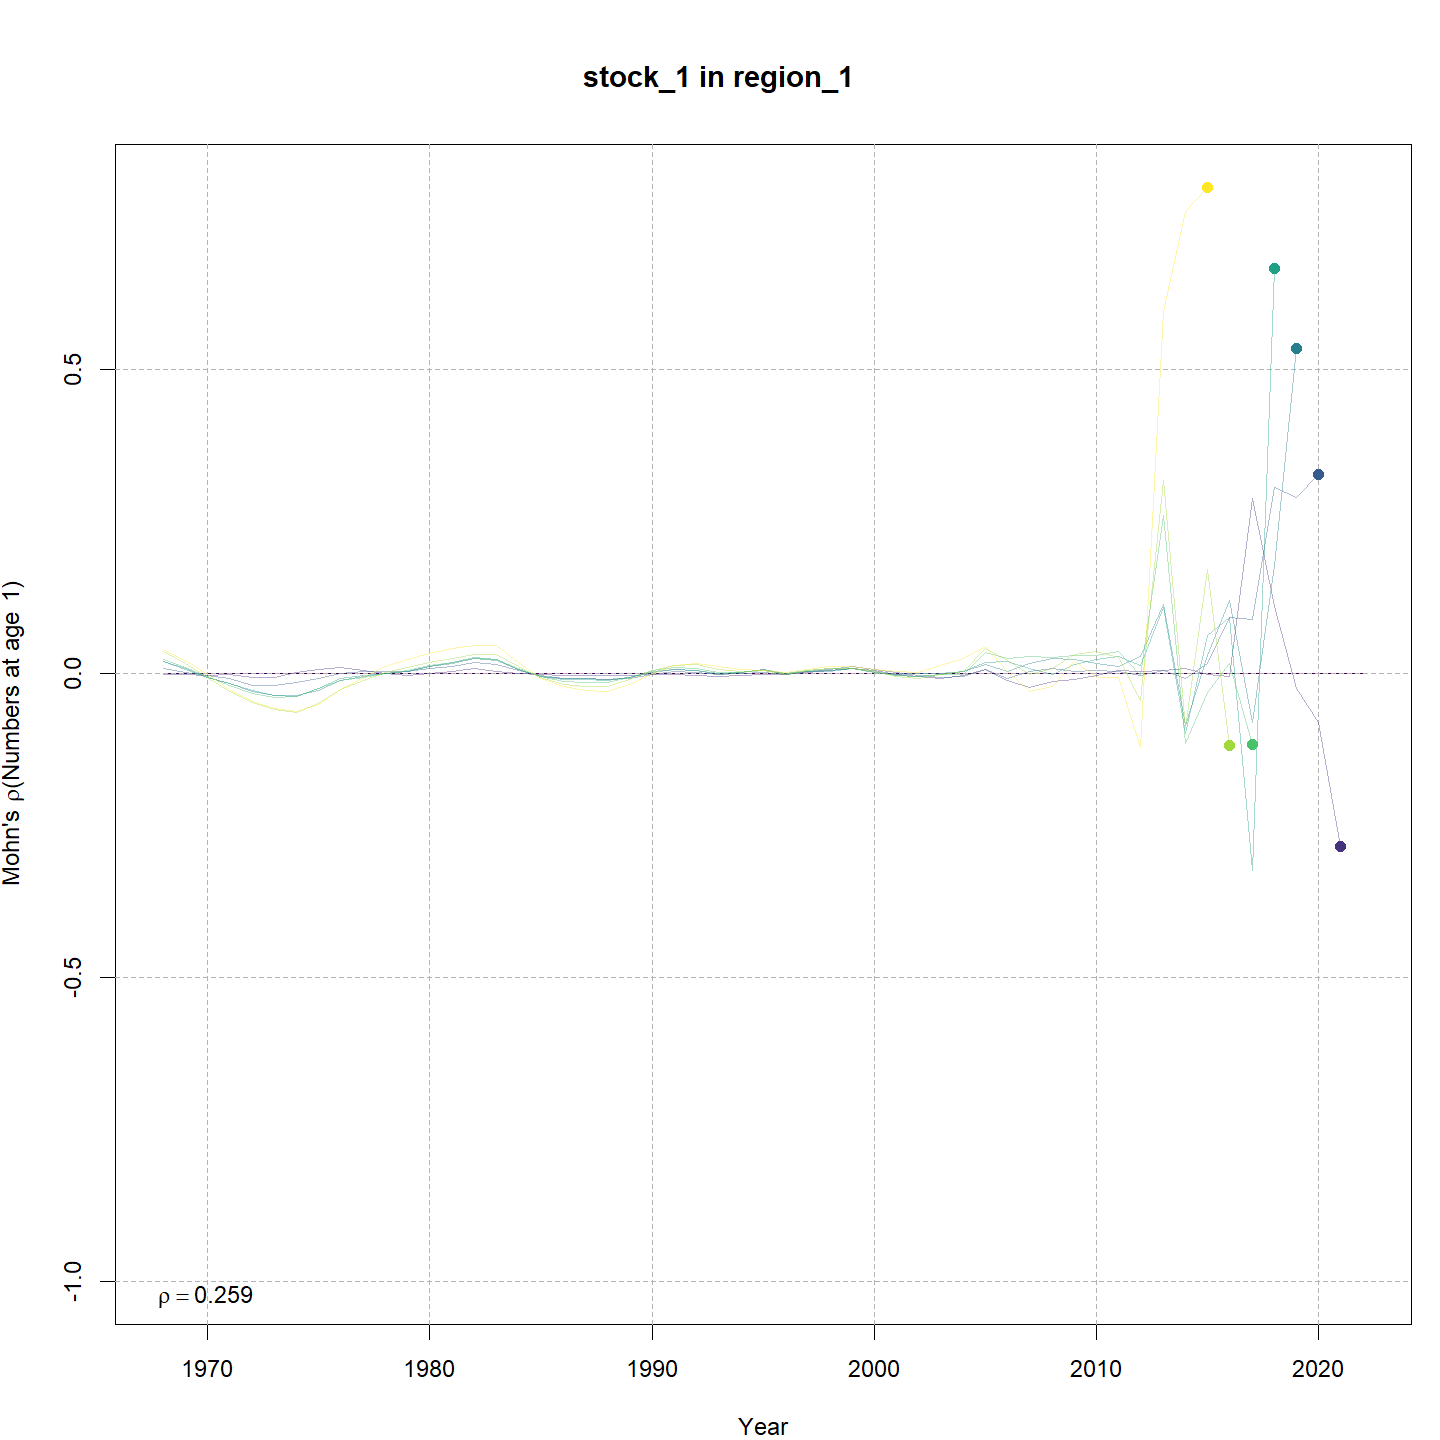 stock_1 in region_1
Mohn's ρ(Numbers at age 1)
0.5
0.0
-0.5
-1.0
ρ = 0.259
1970 1980 1990 2000 2010 2020
Year